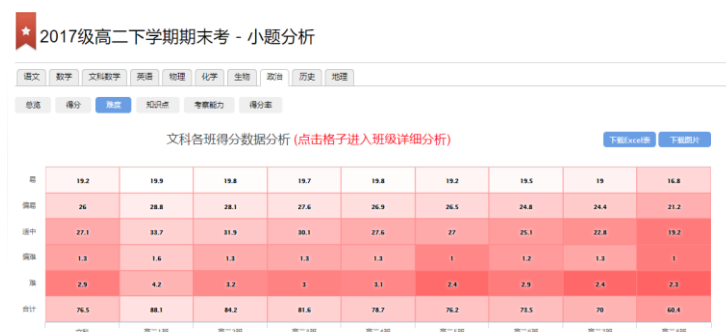 2017级高二下学期期末考 - 小题分析
语文 数学 文科数学 英语 物理 化学 生物 政治 历史 地理
总览 得分 难度 知识点 考察能力 得分率
文科各班得分数据分析 (点击格子进入班级详细分析)
下载Excel表 下载图片
易 19.2 19.9 19.8 19.7 19.8 19.2 19.5 19 16.8
偏易 26 28.8 28.1 27.6 26.9 26.5 24.8 24.4 21.2
适中 27.1 33.7 31.9 30.1 27.6 27 25.1 22.8 19.2
偏难 1.3 1.6 1.3 1.3 1.3 1 1.2 1.3 1
难 2.9 4.2 3.2 3 3.1 2.4 2.9 2.4 2.3
合计 76.5 88.1 84.2 81.6 78.7 76.2 73.5 70 60.4